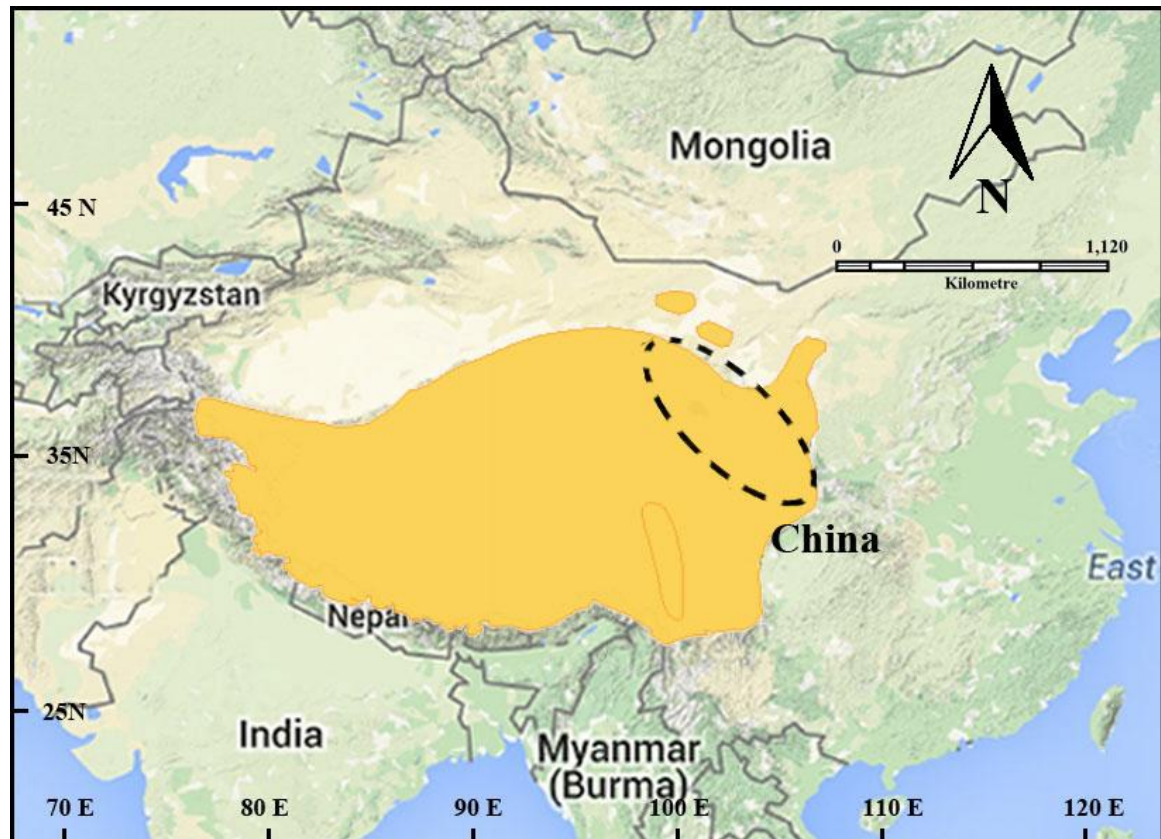 Mongolia
N
45 N
0 1,120
Kilometre
Kyrgyzstan
35N
China
East
Nepal
25N
India
Myanmar
(Burma)
70 E 80 E 90 E 100 E 110 E 120 E